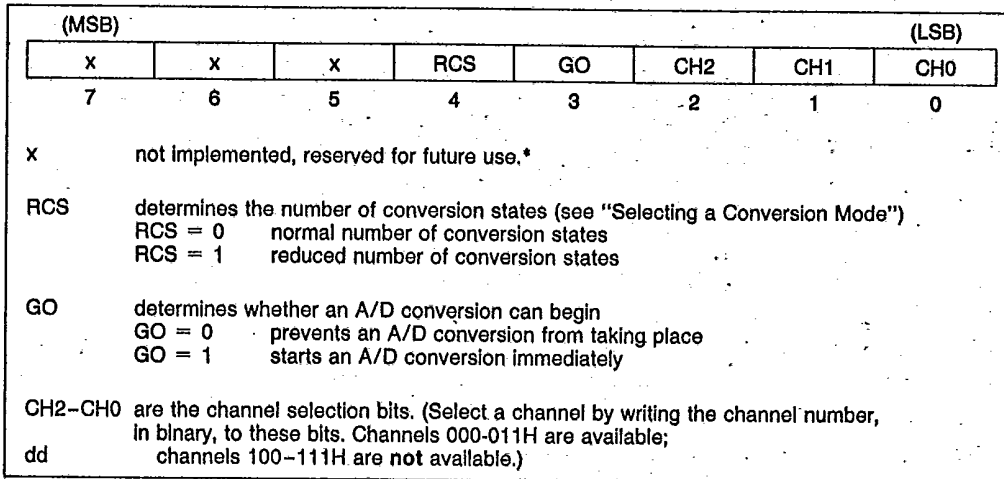 (MSB) (LSB)
x x x RCS GO CH2 CH1 CH0
7 6 5 4 3 2 1 0
x not implemented, reserved for future use.*
RCS determines the number of conversion states (see "Selecting a Conversion Mode")
RCS = 0 normal number of conversion states
RCS = 1 reduced number of conversion states
GO determines whether an A/D conversion can begin
GO = 0 prevents an A/D conversion from taking place
GO = 1 starts an A/D conversion immediately
CH2–CH0 are the channel selection bits. (Select a channel by writing the channel number,
in binary, to these bits. Channels 000-011H are available;
dd channels 100–111H are not available.)